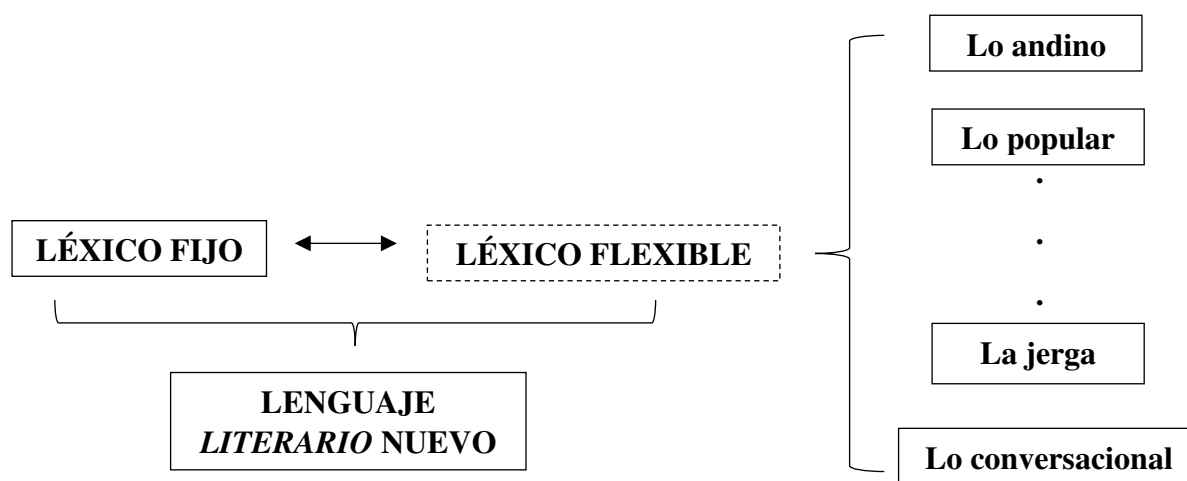 Lo andino
Lo popular
.
.
.
LÉXICO FIJO
LÉXICO FLEXIBLE
La jerga
LENGUAJE
LITERARIO NUEVO
Lo conversacional